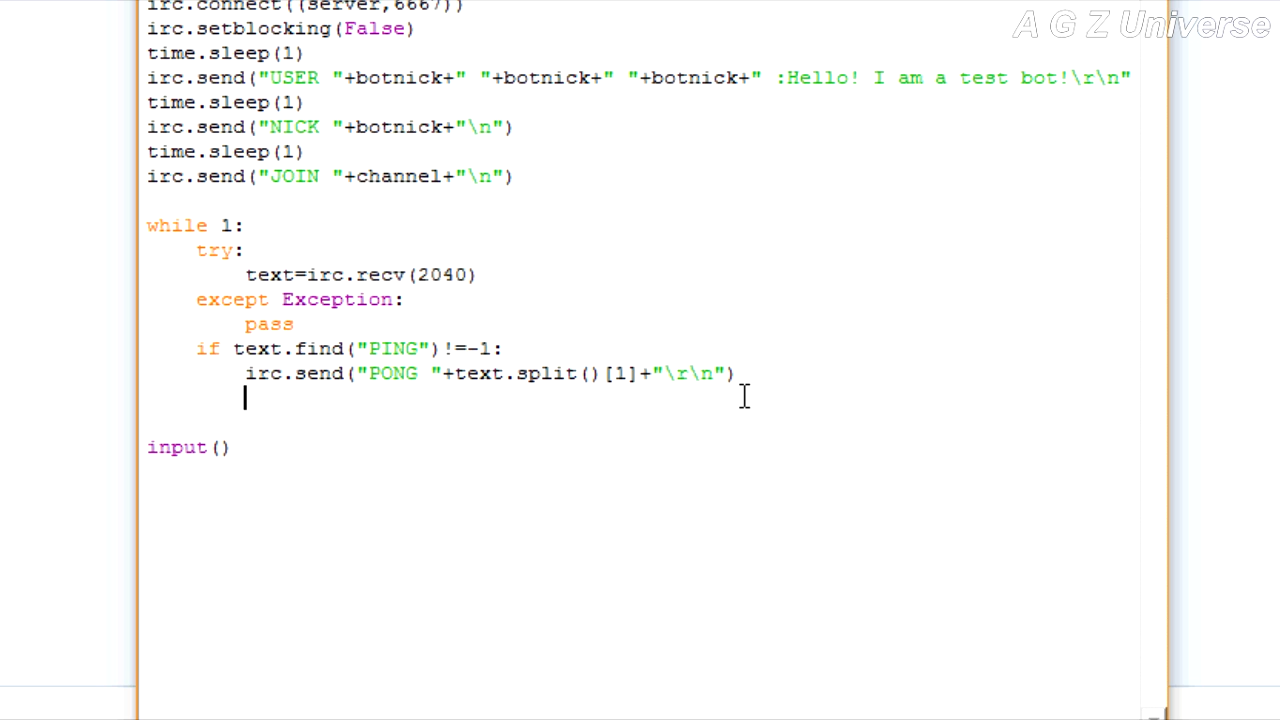 A G Z Universe
irc.connect((server,6667))
irc.setblocking(False)
time.sleep(1)
irc.send("USER "+botnick+" "+botnick+" "+botnick+" :Hello! I am a test bot!\r\n"
time.sleep(1)
irc.send("NICK "+botnick+"\n")
time.sleep(1)
irc.send("JOIN "+channel+"\n")
while 1:
    try:
        text=irc.recv(2040)
    except Exception:
        pass
    if text.find("PING")!=-1:
        irc.send("PONG "+text.split()[1]+"\r\n")
input()